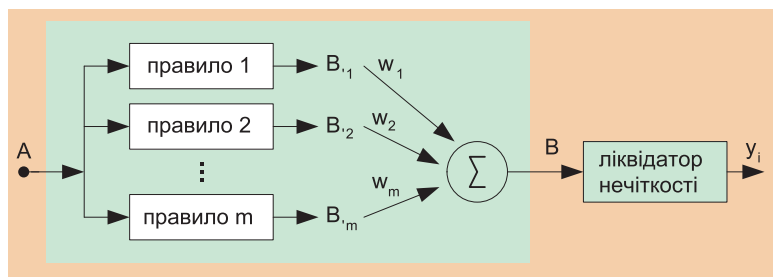 правило 1
B'1
w1
правило 2
B'2
w2
A
⋮
правило m
B'm
wm
Σ
B
ліквідатор
нечіткості
yi